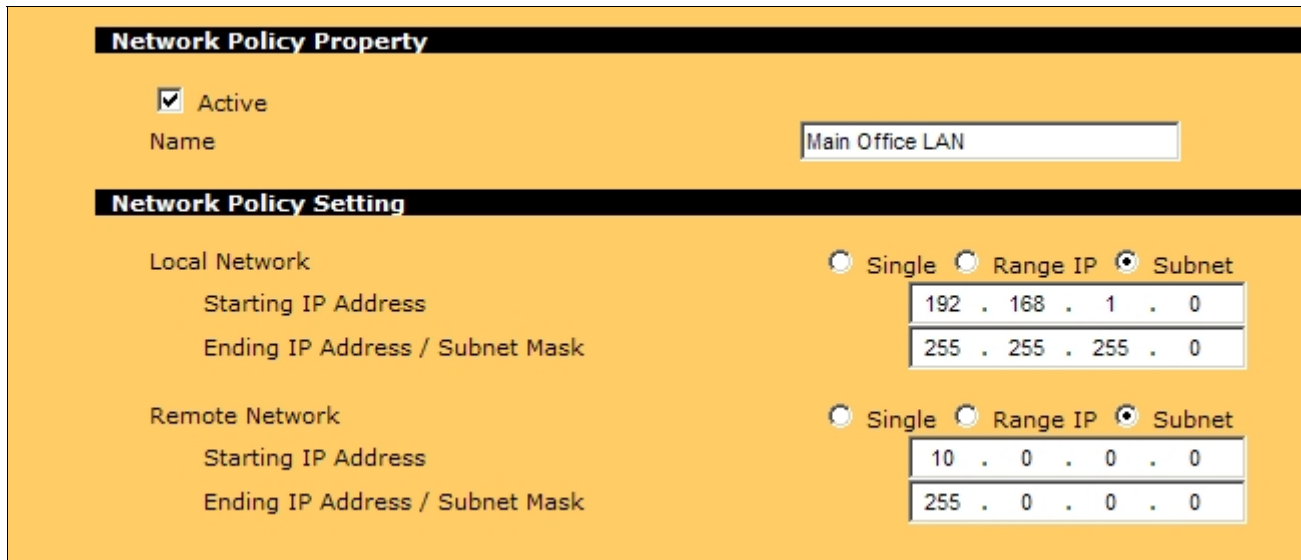 Network Policy Property
Active
Name Main Office LAN
Network Policy Setting
Local Network Single Range IP Subnet
Starting IP Address 192 . 168 . 1 . 0
Ending IP Address / Subnet Mask 255 . 255 . 255 . 0
Remote Network Single Range IP Subnet
Starting IP Address 10 . 0 . 0 . 0
Ending IP Address / Subnet Mask 255 . 0 . 0 . 0